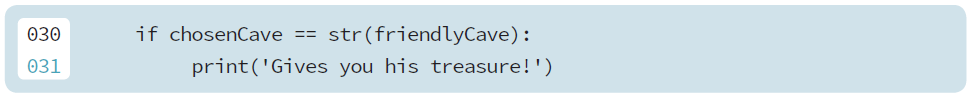 030 if chosenCave == str(friendlyCave):
031 print('Gives you his treasure!')